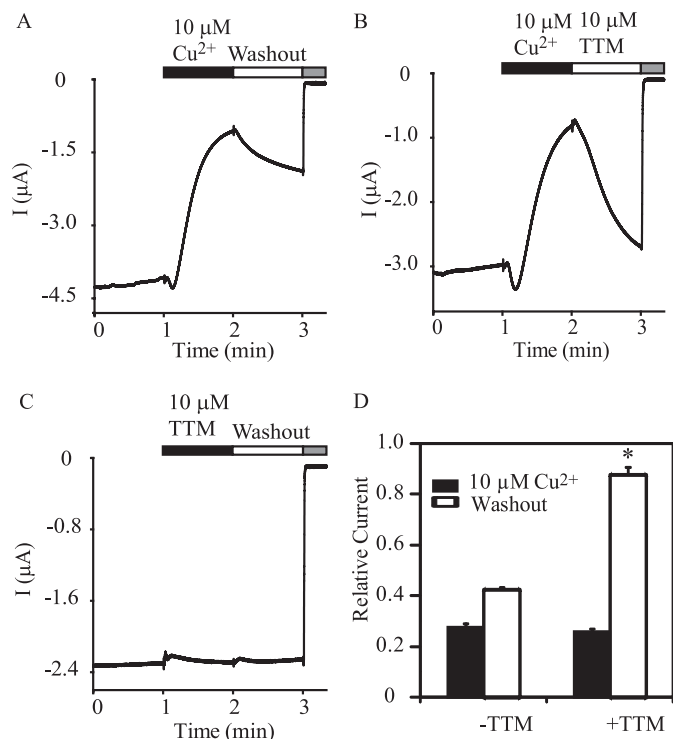 A
10 µM
Cu²⁺ Washout
0
-1.5
-3.0
-4.5
I (µA)
0 1 2 3
Time (min)
B
10 µM 10 µM
Cu²⁺ TTM
0
-1.0
-2.0
-3.0
I (µA)
0 1 2 3
Time (min)
C
10 µM
TTM Washout
0
-0.8
-1.6
-2.4
I (µA)
0 1 2 3
Time (min)
D
1.0
0.8
0.6
0.4
0.2
0
Relative Current
10 µM Cu²⁺
Washout
*
-TTM +TTM